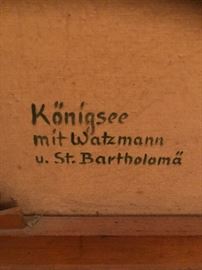 Königsee
mit Watzmann
u. St. Bartholomä